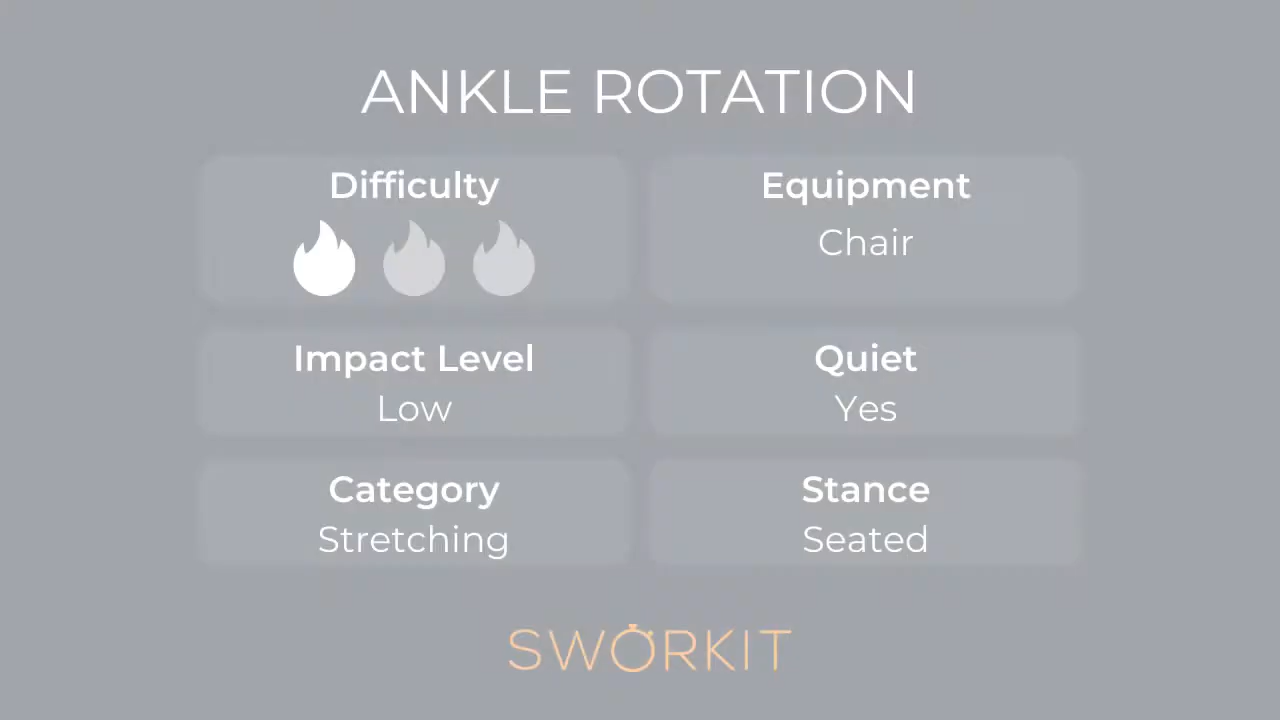 ANKLE ROTATION
Difficulty
Equipment
Chair
Impact Level
Low
Quiet
Yes
Category
Stretching
Stance
Seated
SWORKIT